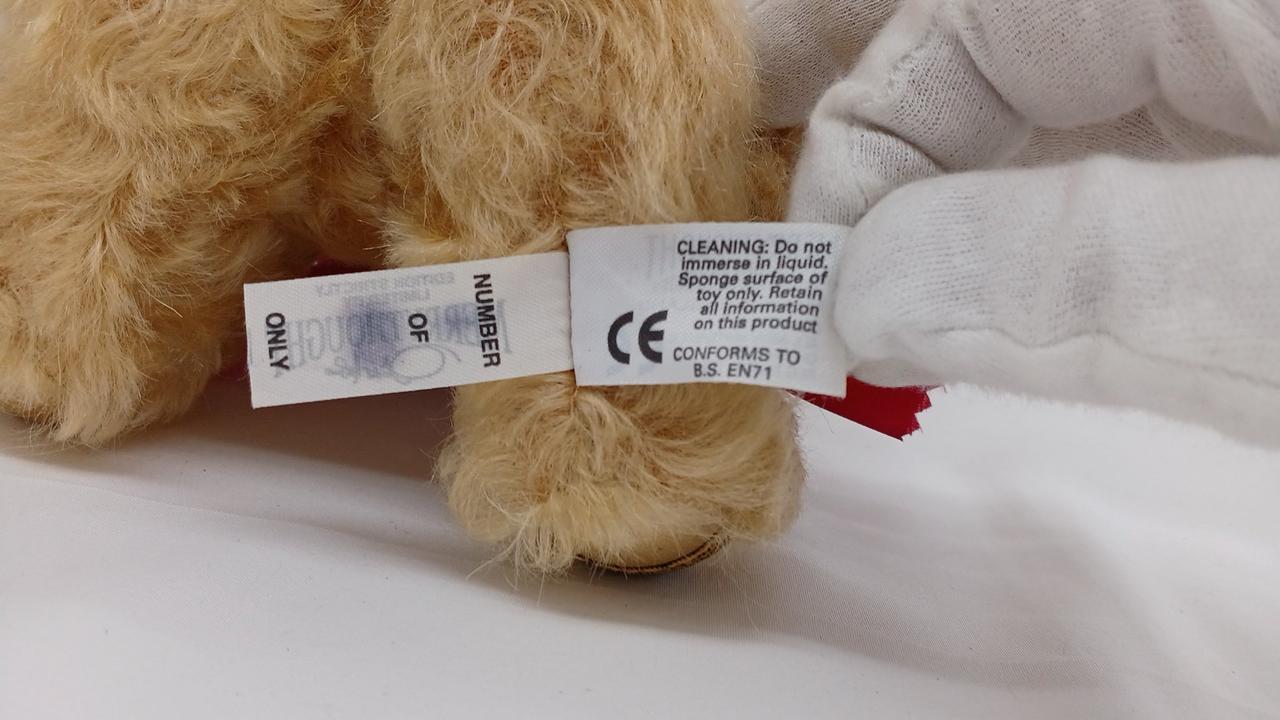 NUMBER
OF
ONLY
CLEANING: Do not
immerse in liquid.
Sponge surface of
toy only. Retain
all information
on this product
CE
CONFORMS TO
B.S. EN71